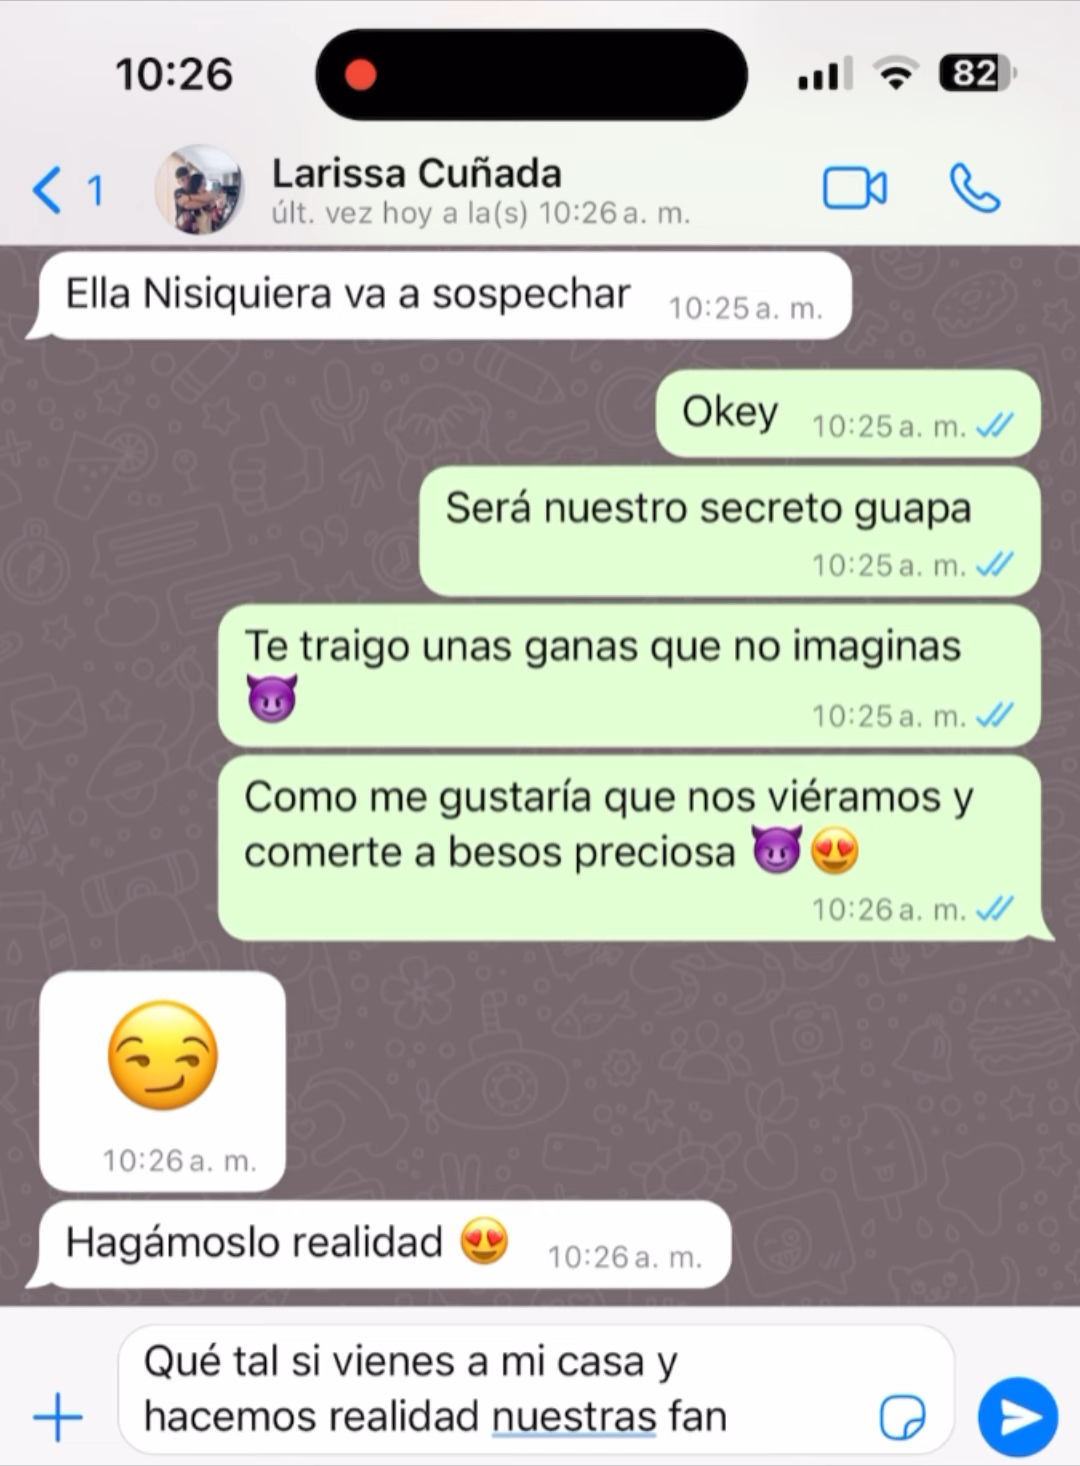 10:26
82
1
Larissa Cuñada
últ. vez hoy a la(s) 10:26 a. m.
Ella Nisiquiera va a sospechar
10:25 a. m.
Okey
10:25 a. m.
Será nuestro secreto guapa
10:25 a. m.
Te traigo unas ganas que no imaginas
😈
10:25 a. m.
Como me gustaría que nos viéramos y
comerte a besos preciosa 😈😍
10:26 a. m.
😏
10:26 a. m.
Hagámoslo realidad 😍
10:26 a. m.
Qué tal si vienes a mi casa y
hacemos realidad nuestras fan